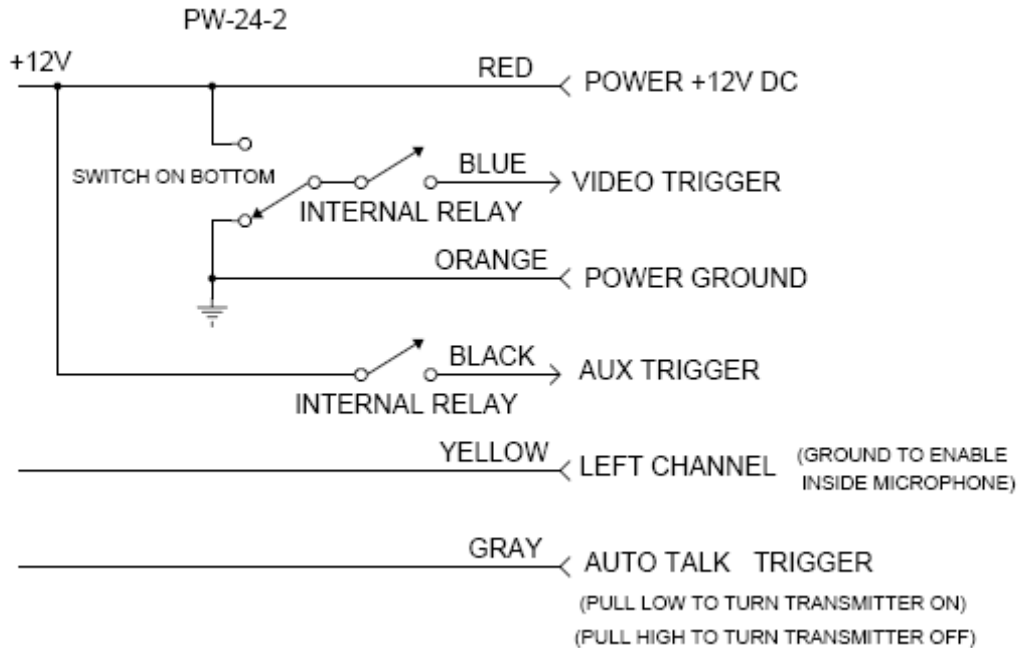 PW-24-2
+12V
RED
POWER +12V DC
SWITCH ON BOTTOM
BLUE
VIDEO TRIGGER
INTERNAL RELAY
ORANGE
POWER GROUND
BLACK
AUX TRIGGER
INTERNAL RELAY
YELLOW
LEFT CHANNEL
(GROUND TO ENABLE
INSIDE MICROPHONE)
GRAY
AUTO TALK TRIGGER
(PULL LOW TO TURN TRANSMITTER ON)
(PULL HIGH TO TURN TRANSMITTER OFF)